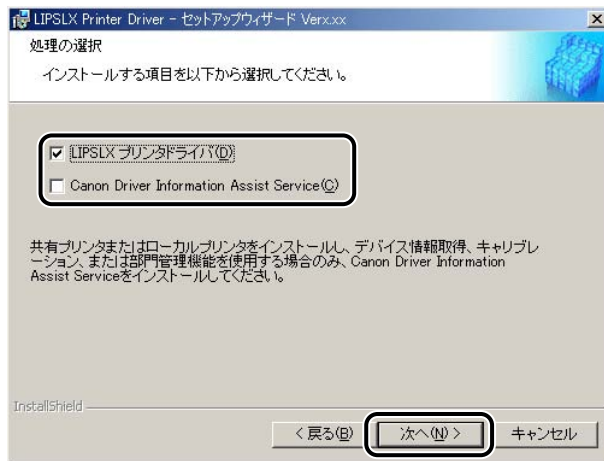 LIPSLX Printer Driver - セットアップウィザード Verx.xx
処理の選択
インストールする項目を以下から選択してください。
LIPSLX プリンタドライバ(D)
Canon Driver Information Assist Service(C)
共有プリンタまたはローカルプリンタをインストールし、デバイス情報取得、キャリブレ
ーション、または部門管理機能を使用する場合のみ、Canon Driver Information
Assist Serviceをインストールしてください。
InstallShield
< 戻る(B)
次へ(N) >
キャンセル